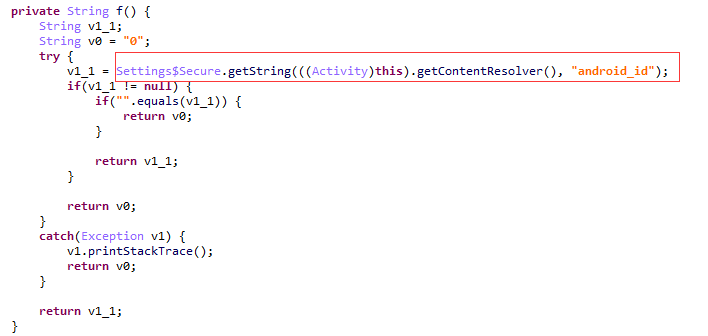 private String f() {
    String v1_1;
    String v0 = "0";
    try {
        v1_1 = Settings$Secure.getString(((Activity)this).getContentResolver(), "android_id");
        if(v1_1 != null) {
            if("".equals(v1_1)) {
                return v0;
            }
            return v1_1;
        }
        return v0;
    }
    catch(Exception v1) {
        v1.printStackTrace();
        return v0;
    }
    return v1_1;
}